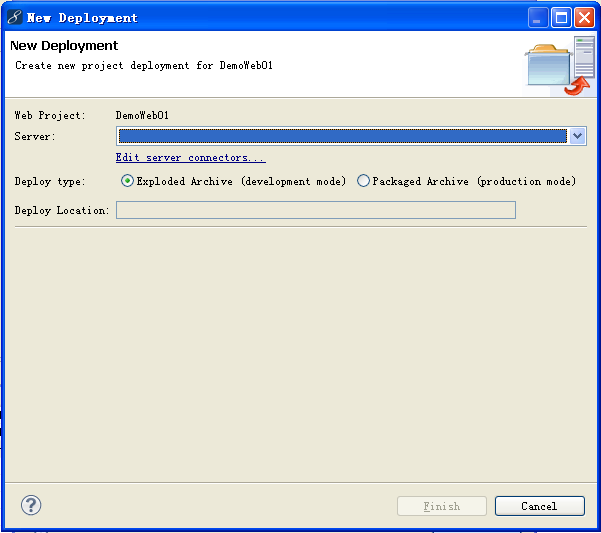 New Deployment
New Deployment
Create new project deployment for DemoWeb01
Web Project: DemoWeb01
Server:
Edit server connectors...
Deploy type: Exploded Archive (development mode) Packaged Archive (production mode)
Deploy Location:
? Finish Cancel